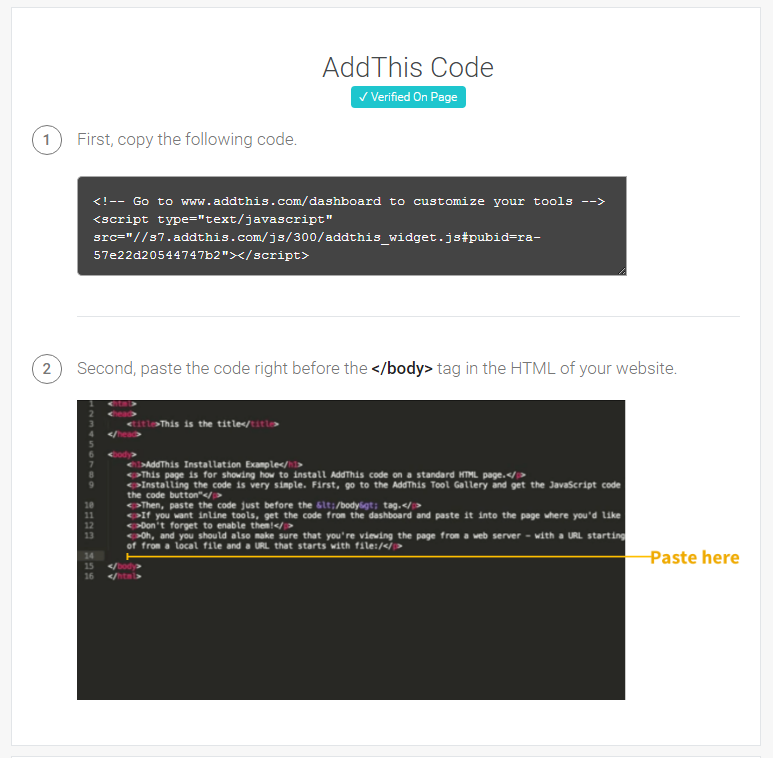 AddThis Code
✓ Verified On Page
1 First, copy the following code.
<!-- Go to www.addthis.com/dashboard to customize your tools -->
<script type="text/javascript"
src="//s7.addthis.com/js/300/addthis_widget.js#pubid=ra-
57e22d20544747b2"></script>
2 Second, paste the code right before the </body> tag in the HTML of your website.
1 <html>
2 <head>
3 <title>This is the title</title>
4 </head>
5
6 <body>
7 <h1>AddThis Installation Example</h1>
8 <p>This page is for showing how to install AddThis code on a standard HTML page.</p>
9 <p>Installing the code is very simple. First, go to the AddThis Tool Gallery and get the JavaScript code
the code button"</p>
10 <p>Then, paste the code just before the &lt;/body&gt; tag.</p>
11 <p>If you want inline tools, get the code from the dashboard and paste it into the page where you'd like
12 <p>Don't forget to enable them!</p>
13 <p>Oh, and you should also make sure that you're viewing the page from a web server - with a URL starting
of from a local file and a URL that starts with file:/</p>
14
Paste here
15 </body>
16 </html>